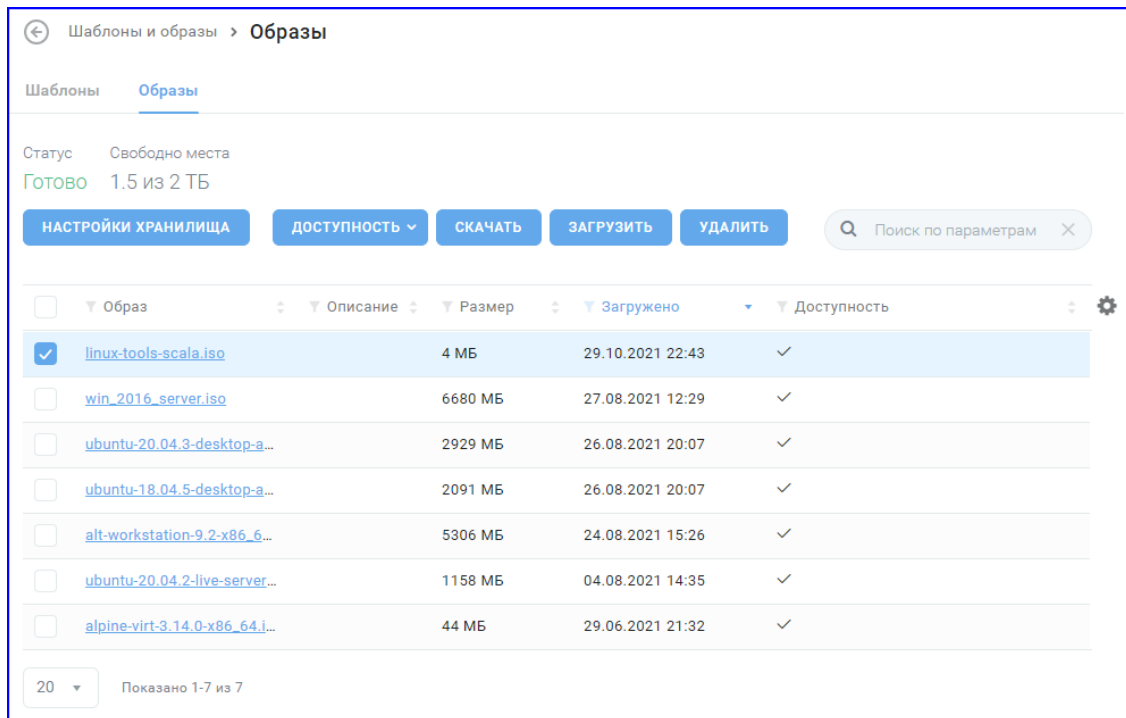 Шаблоны и образы > Образы
Шаблоны Образы
Статус Свободно места
Готово 1.5 из 2 ТБ
НАСТРОЙКИ ХРАНИЛИЩА ДОСТУПНОСТЬ СКАЧАТЬ ЗАГРУЗИТЬ УДАЛИТЬ Поиск по параметрам
Образ Описание Размер Загружено Доступность
linux-tools-scala.iso 4 МБ 29.10.2021 22:43
win_2016_server.iso 6680 МБ 27.08.2021 12:29
ubuntu-20.04.3-desktop-a... 2929 МБ 26.08.2021 20:07
ubuntu-18.04.5-desktop-a... 2091 МБ 26.08.2021 20:07
alt-workstation-9.2-x86_6... 5306 МБ 24.08.2021 15:26
ubuntu-20.04.2-live-server... 1158 МБ 04.08.2021 14:35
alpine-virt-3.14.0-x86_64.i... 44 МБ 29.06.2021 21:32
20 Показано 1-7 из 7